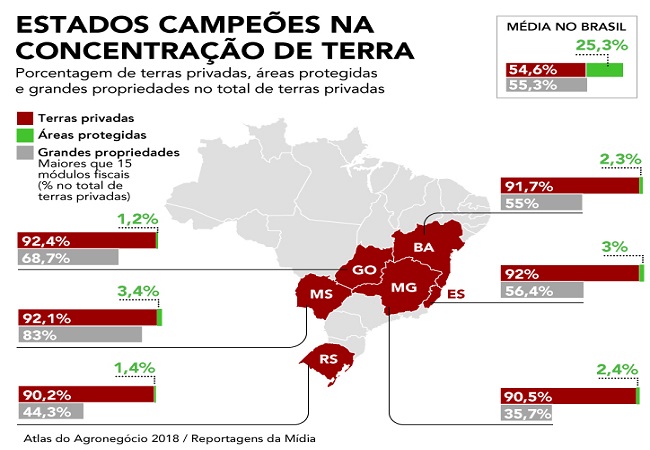 ESTADOS CAMPEÕES NA
CONCENTRAÇÃO DE TERRA
Porcentagem de terras privadas, áreas protegidas
e grandes propriedades no total de terras privadas
MÉDIA NO BRASIL
25,3%
54,6%
55,3%
Terras privadas
Áreas protegidas
Grandes propriedades
Maiores que 15
módulos fiscais
(% no total de
terras privadas)
1,2%
92,4%
68,7%
3,4%
92,1%
83%
1,4%
90,2%
44,3%
BA
GO
MS
MG
ES
RS
2,3%
91,7%
55%
3%
92%
56,4%
2,4%
90,5%
35,7%
Atlas do Agronegócio 2018 / Reportagens da Mídia